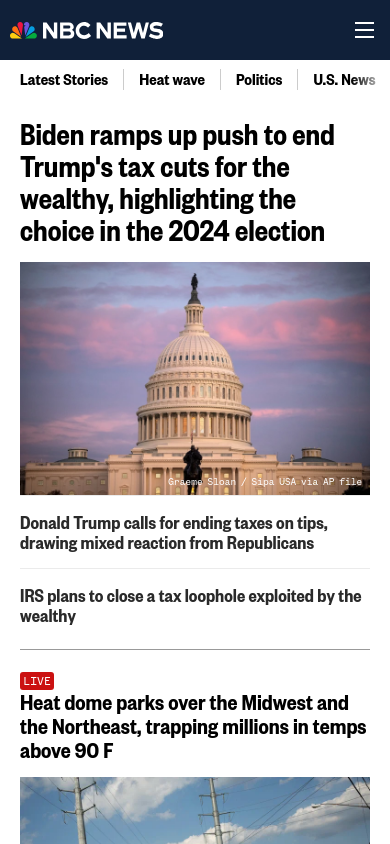 NBC NEWS
Latest Stories
Heat wave
Politics
U.S. News
Biden ramps up push to end
Trump's tax cuts for the
wealthy, highlighting the
choice in the 2024 election
Graeme Sloan / Sipa USA via AP file
Donald Trump calls for ending taxes on tips,
drawing mixed reaction from Republicans
IRS plans to close a tax loophole exploited by the
wealthy
LIVE
Heat dome parks over the Midwest and
the Northeast, trapping millions in temps
above 90 F